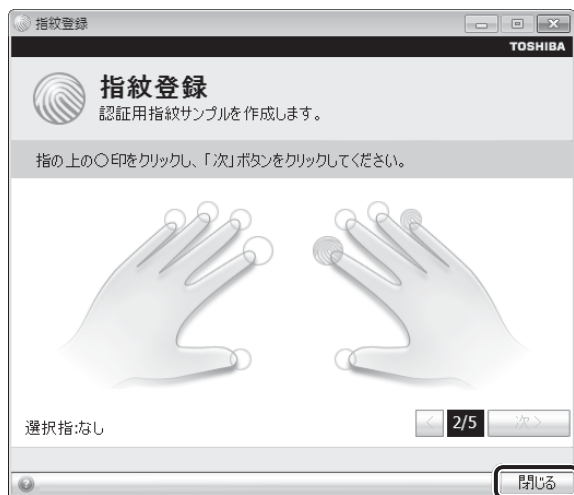 指紋登録
TOSHIBA
指紋登録
認証用指紋サンプルを作成します。
指の上の○印をクリックし、「次」ボタンをクリックしてください。
選択指:なし
< 2/5 次 >
? 閉じる